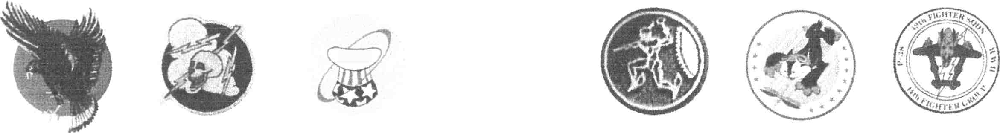 49th FIGHTER SQDN
P-38
WW II
14th FIGHTER GROUP